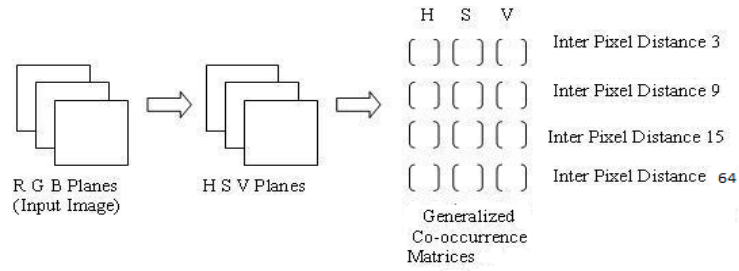 H S V
Inter Pixel Distance 3
Inter Pixel Distance 9
Inter Pixel Distance 15
Inter Pixel Distance 64
R G B Planes
(Input Image)
H S V Planes
Generalized
Co-occurrence
Matrices